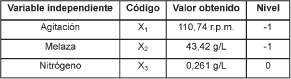 Variable independiente Código Valor obtenido Nivel
Agitación X1 110,74 r.p.m. -1
Melaza X2 43,42 g/L -1
Nitrógeno X3 0,261 g/L 0